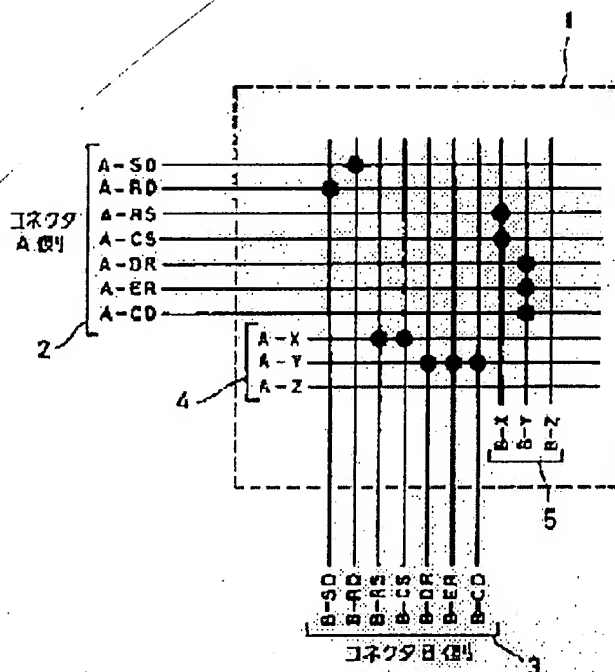 1
A-SD
A-RD
A-RS
A-CS
A-DR
A-ER
A-CD
コネクタ
A側
2
A-X
A-Y
A-Z
4
B-X
B-Y
B-Z
5
B-SD
B-RD
B-RS
B-CS
B-DR
B-ER
B-CD
コネクタB側
3